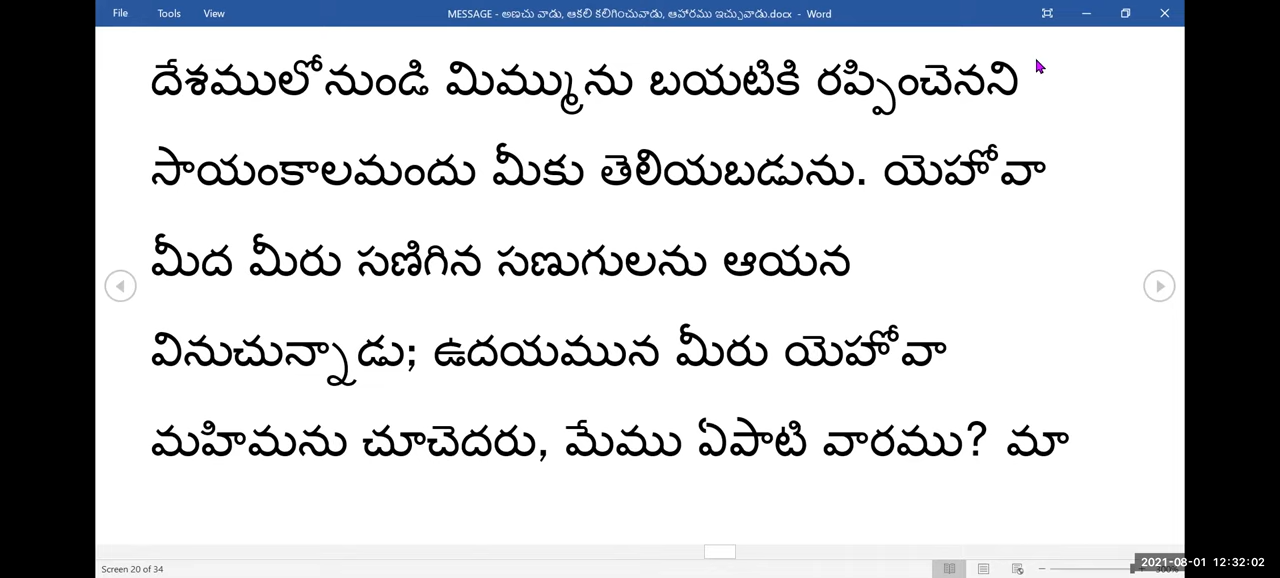 File Tools View MESSAGE - అణచు వాడు, ఆకలి కలిగించువాడు, ఆహారము ఇచ్చువాడు.docx - Word
దేశములోనుండి మిమ్మును బయటికి రప్పించెనని
సాయంకాలమందు మీకు తెలియబడును. యెహోవా
మీద మీరు సణిగిన సణుగులను ఆయన
వినుచున్నాడు; ఉదయమున మీరు యెహోవా
మహిమను చూచెదరు, మేము ఏపాటి వారము? మా
2021-08-01 12:32:02
Screen 20 of 34